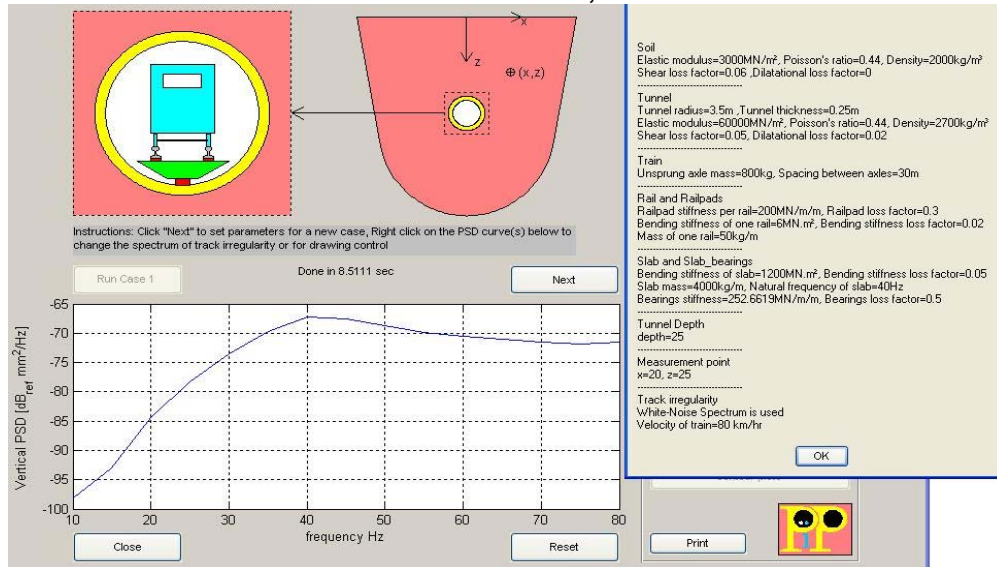 x
z
⊕ (x,z)
Instructions: Click "Next" to set parameters for a new case, Right click on the PSD curve(s) below to
change the spectrum of track irregularity or for drawing control
Run Case 1
Done in 8.5111 sec
Next
Vertical PSD [dB_ref mm²/Hz]
-65
-70
-75
-80
-85
-90
-95
-100
10 20 30 40 50 60 70 80
frequency Hz
Close
Reset
Soil
Elastic modulus=3000MN/m², Poisson's ratio=0.44, Density=2000kg/m³
Shear loss factor=0.06 ,Dilatational loss factor=0
Tunnel
Tunnel radius=3.5m ,Tunnel thickness=0.25m
Elastic modulus=60000MN/m², Poisson's ratio=0.44, Density=2700kg/m³
Shear loss factor=0.05, Dilatational loss factor=0.02
Train
Unsprung axle mass=800kg, Spacing between axles=30m
Rail and Railpads
Railpad stiffness per rail=200MN/m/m, Railpad loss factor=0.3
Bending stiffness of one rail=6MN.m², Bending stiffness loss factor=0.02
Mass of one rail=50kg/m
Slab and Slab_bearings
Bending stiffness of slab=1200MN.m², Bending stiffness loss factor=0.05
Slab mass=4000kg/m, Natural frequency of slab=40Hz
Bearings stiffness=252.6619MN/m/m, Bearings loss factor=0.5
Tunnel Depth
depth=25
Measurement point
x=20, z=25
Track irregularity
White-Noise Spectrum is used
Velocity of train=80 km/hr
OK
Print
PiP